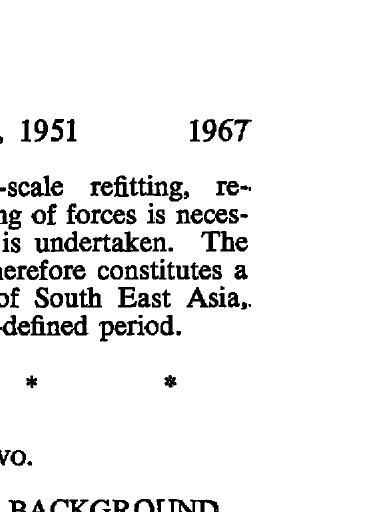 , 1951 1967
-scale refitting, re-
ng of forces is neces-
is undertaken. The
herefore constitutes a
of South East Asia,
-defined period.
* *
vo.
BACKGROUND